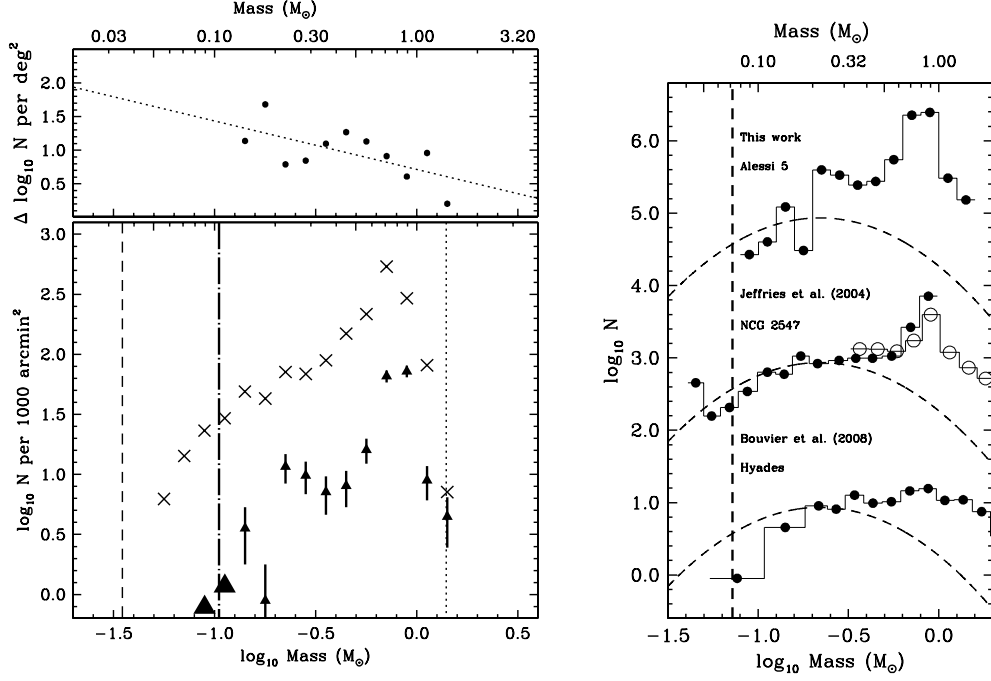 Mass (M☉)
0.03 0.10 0.30 1.00 3.20
Δ log₁₀ N per deg²
2.0
1.5
1.0
0.5
log₁₀ N per 1000 arcmin²
3.0
2.5
2.0
1.5
1.0
0.5
0.0
−1.5 −1.0 −0.5 0.0 0.5
log₁₀ Mass (M☉)
Mass (M☉)
0.10 0.32 1.00
log₁₀ N
6.0
5.0
4.0
3.0
2.0
1.0
0.0
This work
Alessi 5
Jeffries et al. (2004)
NCG 2547
Bouvier et al. (2008)
Hyades
−1.5 −1.0 −0.5 0.0
log₁₀ Mass (M☉)